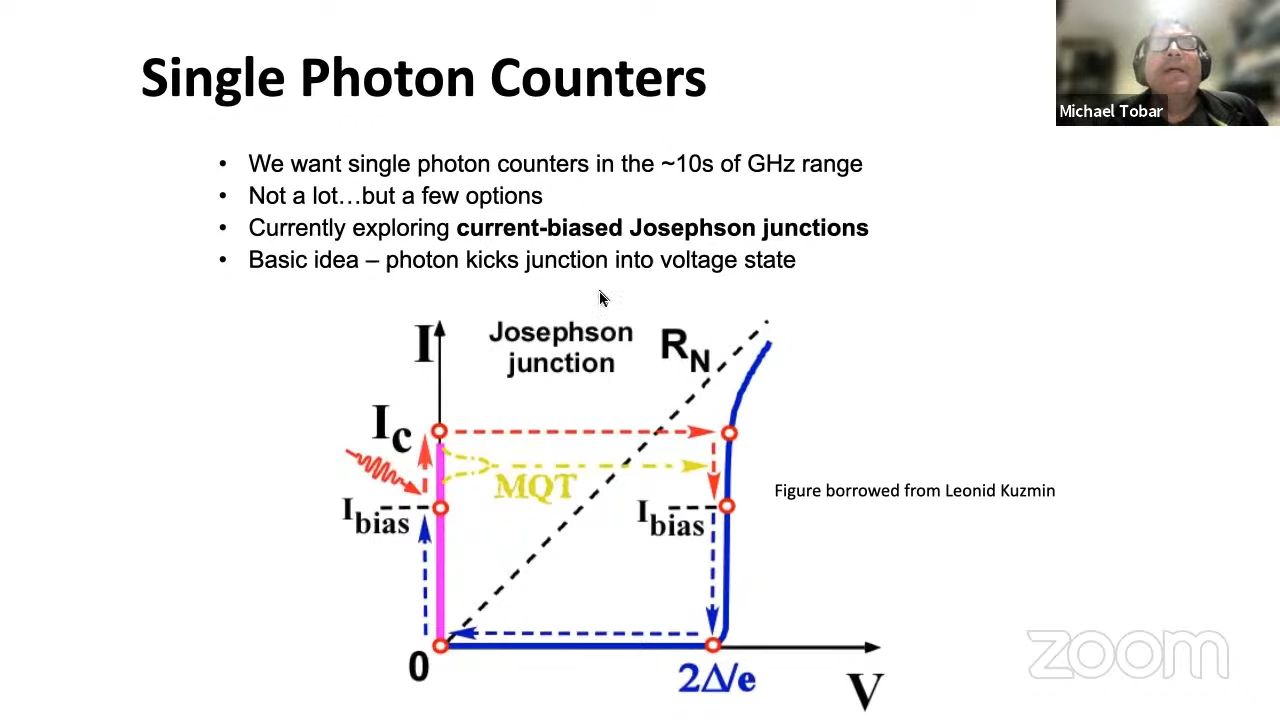 Single Photon Counters
Michael Tobar
• We want single photon counters in the ~10s of GHz range
• Not a lot…but a few options
• Currently exploring current-biased Josephson junctions
• Basic idea – photon kicks junction into voltage state
I
Josephson
junction
RN
Ic
MQT
Ibias
Ibias
Figure borrowed from Leonid Kuzmin
0
2Δ/e
V
zoom